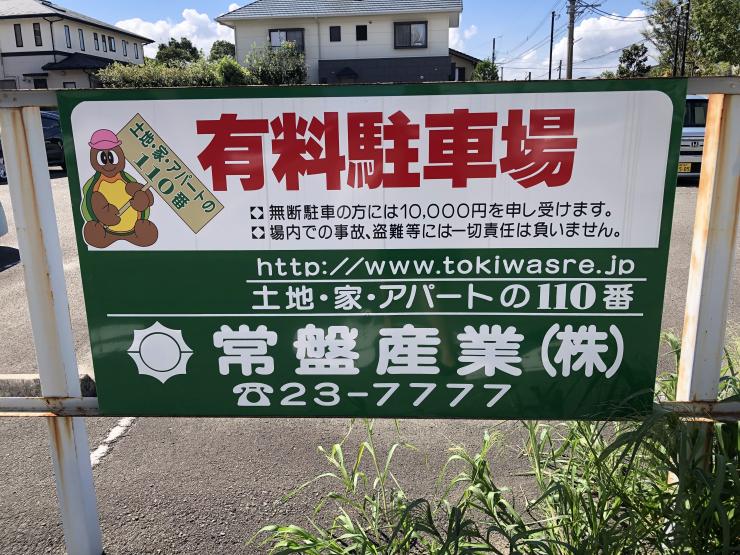 土地・家・アパートの
110番
有料駐車場
無断駐車の方には10,000円を申し受けます。
場内での事故、盗難等には一切責任は負いません。
http://www.tokiwasre.jp
土地・家・アパートの110番
常盤産業(株)
☎23-7777